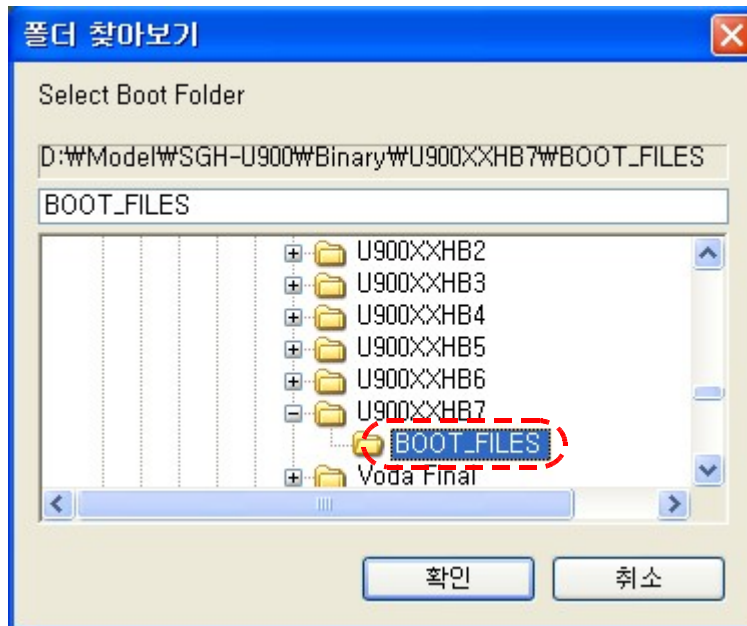 폴더 찾아보기
Select Boot Folder
D:₩Model₩SGH-U900₩Binary₩U900XXHB7₩BOOT_FILES
BOOT_FILES
U900XXHB2
U900XXHB3
U900XXHB4
U900XXHB5
U900XXHB6
U900XXHB7
BOOT_FILES
Voda Final
확인 취소